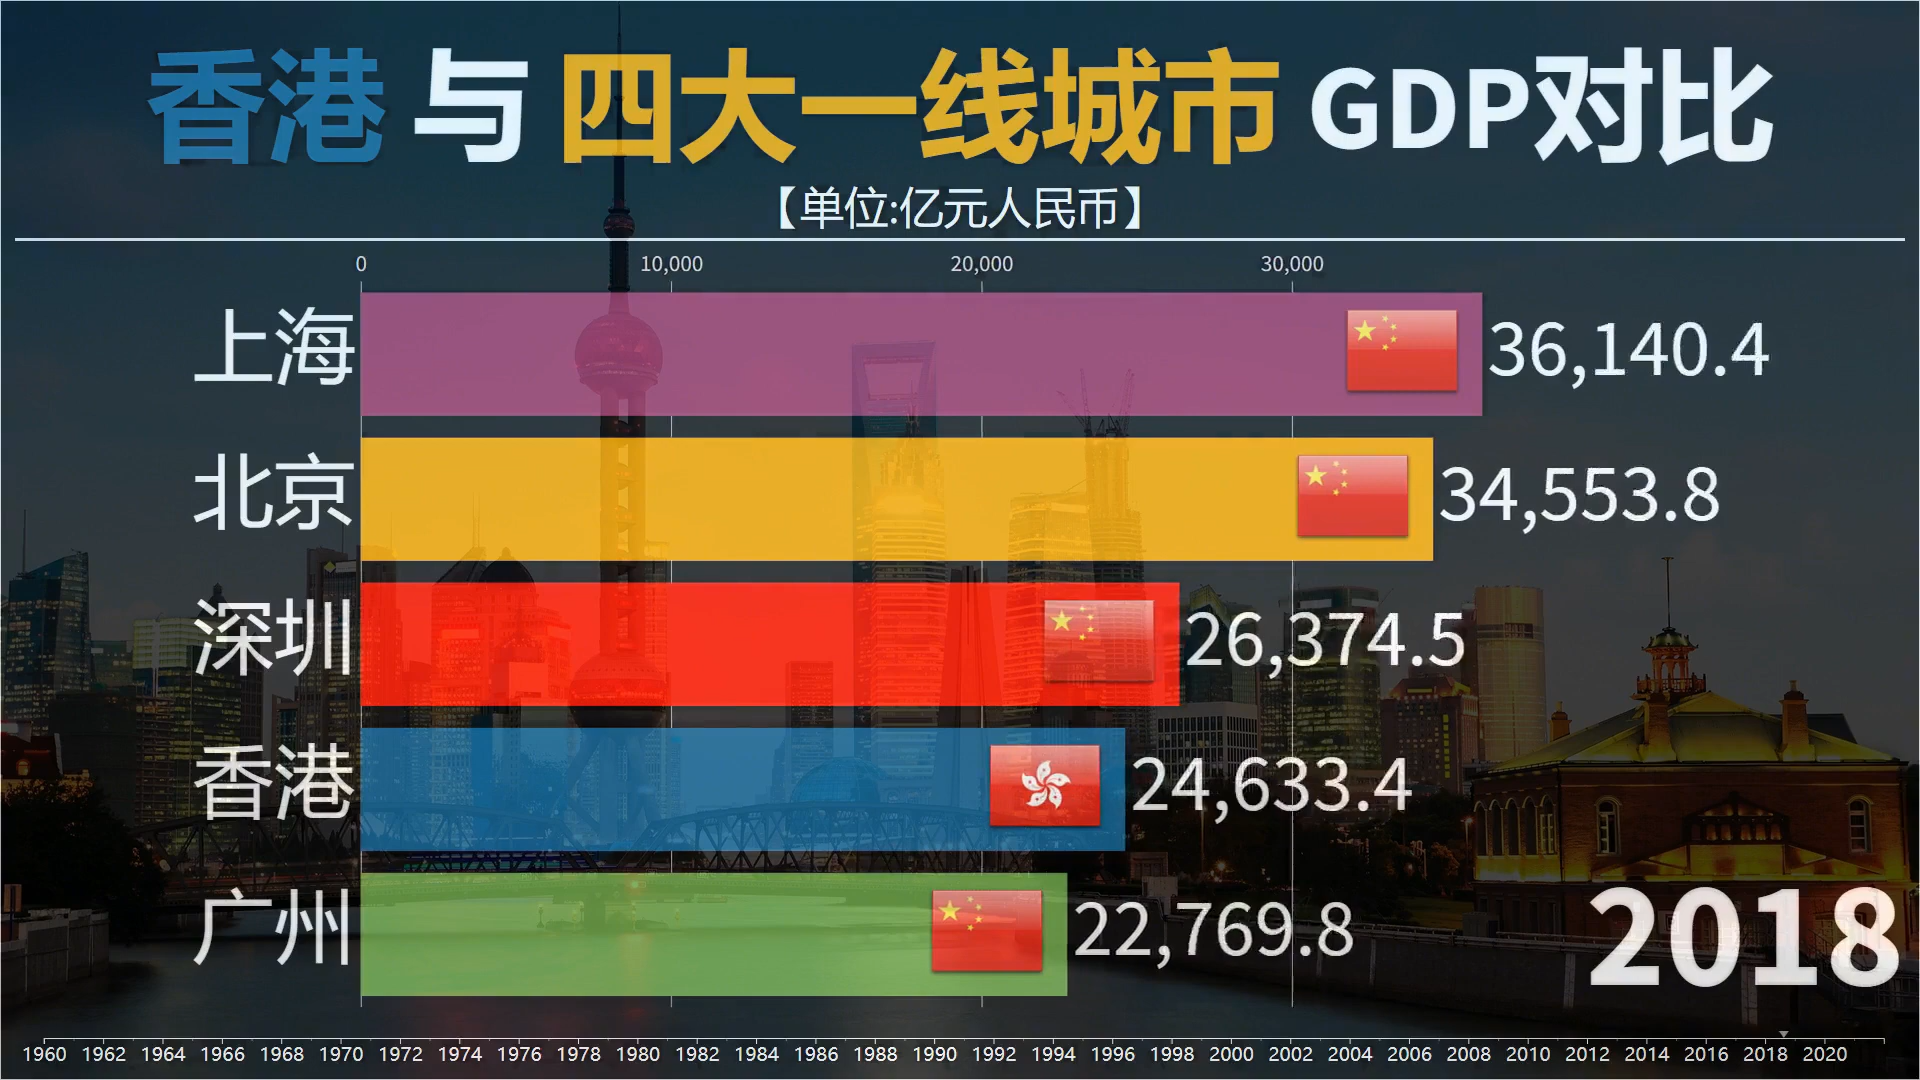 香港 与 四大一线城市 GDP对比
【单位:亿元人民币】
0 10,000 20,000 30,000
上海 36,140.4
北京 34,553.8
深圳 26,374.5
香港 24,633.4
广州 22,769.8
2018
1960 1962 1964 1966 1968 1970 1972 1974 1976 1978 1980 1982 1984 1986 1988 1990 1992 1994 1996 1998 2000 2002 2004 2006 2008 2010 2012 2014 2016 2018 2020